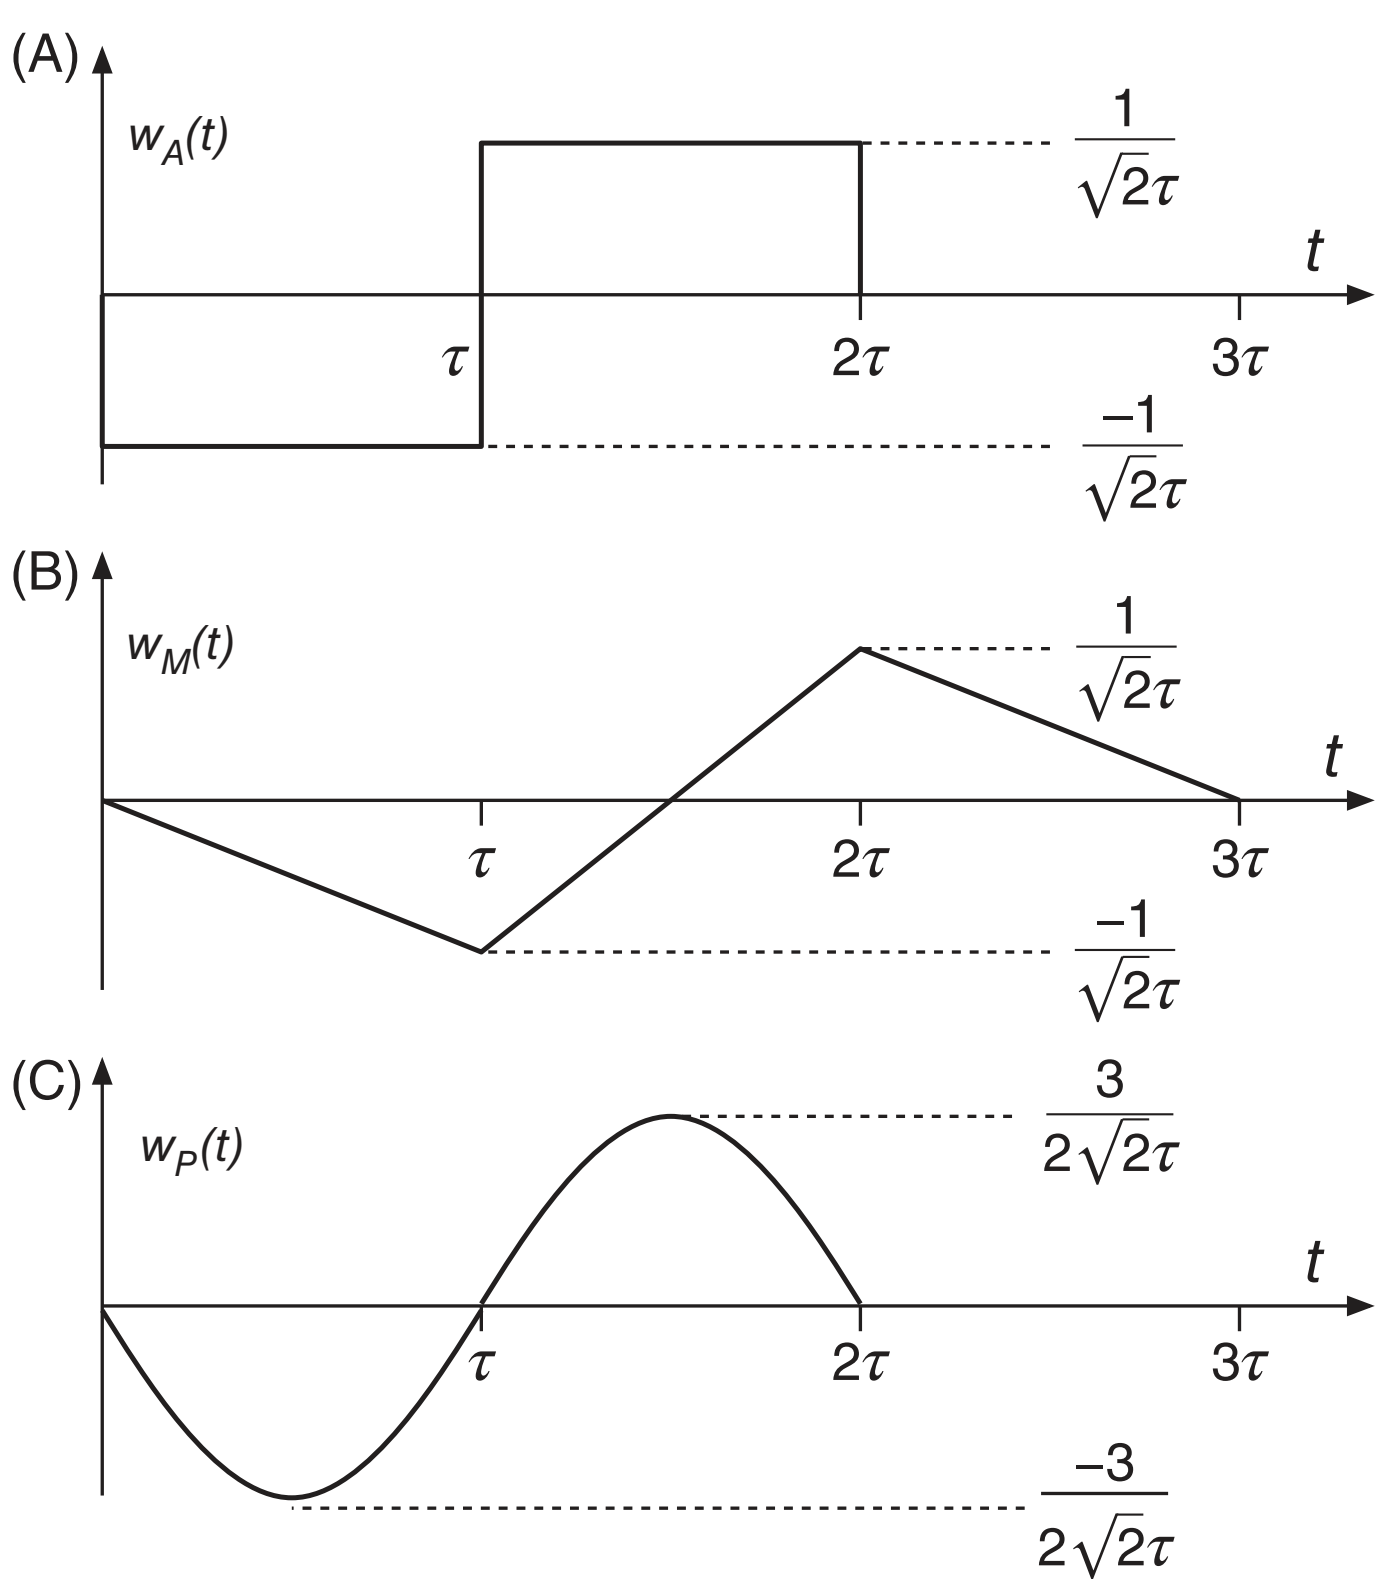 (A)
w_A(t)
1/√2τ
t
τ 2τ 3τ
−1/√2τ
(B)
w_M(t)
1/√2τ
t
τ 2τ 3τ
−1/√2τ
(C)
w_P(t)
3/2√2τ
t
τ 2τ 3τ
−3/2√2τ